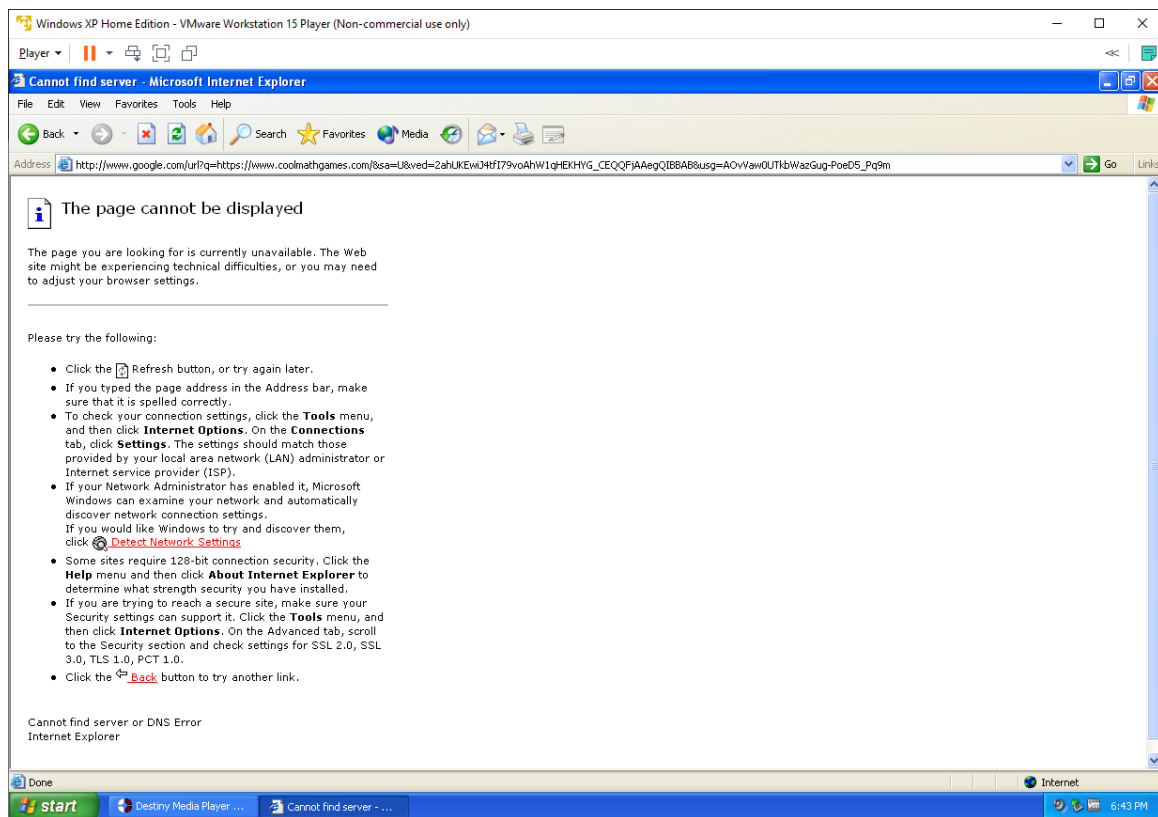 Windows XP Home Edition - VMware Workstation 15 Player (Non-commercial use only)
Player
Cannot find server - Microsoft Internet Explorer
File Edit View Favorites Tools Help
Back Search Favorites Media
Address http://www.google.com/url?q=https://www.coolmathgames.com/&sa=U&ved=2ahUKEwiJ4tfI79voAhW1qHEKHYG_CEQQFjAAegQIBBAB&usg=AOvVaw0UTkbWazGug-PoeD5_Pq9m Go Links
The page cannot be displayed
The page you are looking for is currently unavailable. The Web
site might be experiencing technical difficulties, or you may need
to adjust your browser settings.
Please try the following:
Click the Refresh button, or try again later.
If you typed the page address in the Address bar, make
sure that it is spelled correctly.
To check your connection settings, click the Tools menu,
and then click Internet Options. On the Connections
tab, click Settings. The settings should match those
provided by your local area network (LAN) administrator or
Internet service provider (ISP).
If your Network Administrator has enabled it, Microsoft
Windows can examine your network and automatically
discover network connection settings.
If you would like Windows to try and discover them,
click Detect Network Settings
Some sites require 128-bit connection security. Click the
Help menu and then click About Internet Explorer to
determine what strength security you have installed.
If you are trying to reach a secure site, make sure your
Security settings can support it. Click the Tools menu, and
then click Internet Options. On the Advanced tab, scroll
to the Security section and check settings for SSL 2.0, SSL
3.0, TLS 1.0, PCT 1.0.
Click the Back button to try another link.
Cannot find server or DNS Error
Internet Explorer
Done Internet
start Destiny Media Player ... Cannot find server - ... 6:43 PM